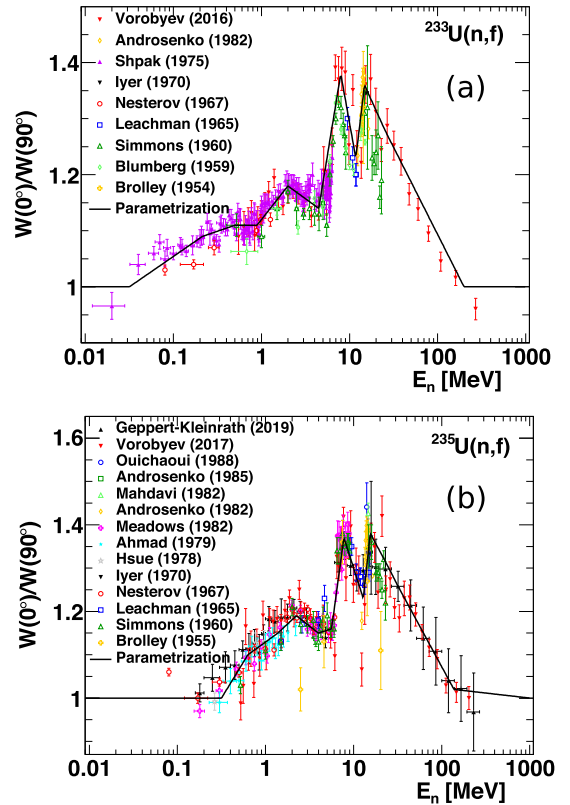 Vorobyev (2016)
Androsenko (1982)
Shpak (1975)
Iyer (1970)
Nesterov (1967)
Leachman (1965)
Simmons (1960)
Blumberg (1959)
Brolley (1954)
Parametrization
²³³U(n,f)
(a)
W(0°)/W(90°)
1.4
1.2
1
0.01 0.1 1 10 100 1000
Eₙ [MeV]
Geppert-Kleinrath (2019)
Vorobyev (2017)
Ouichaoui (1988)
Androsenko (1985)
Mahdavi (1982)
Androsenko (1982)
Meadows (1982)
Ahmad (1979)
Hsue (1978)
Iyer (1970)
Nesterov (1967)
Leachman (1965)
Simmons (1960)
Brolley (1955)
Parametrization
²³⁵U(n,f)
(b)
W(0°)/W(90°)
1.6
1.4
1.2
1
0.01 0.1 1 10 100 1000
Eₙ [MeV]